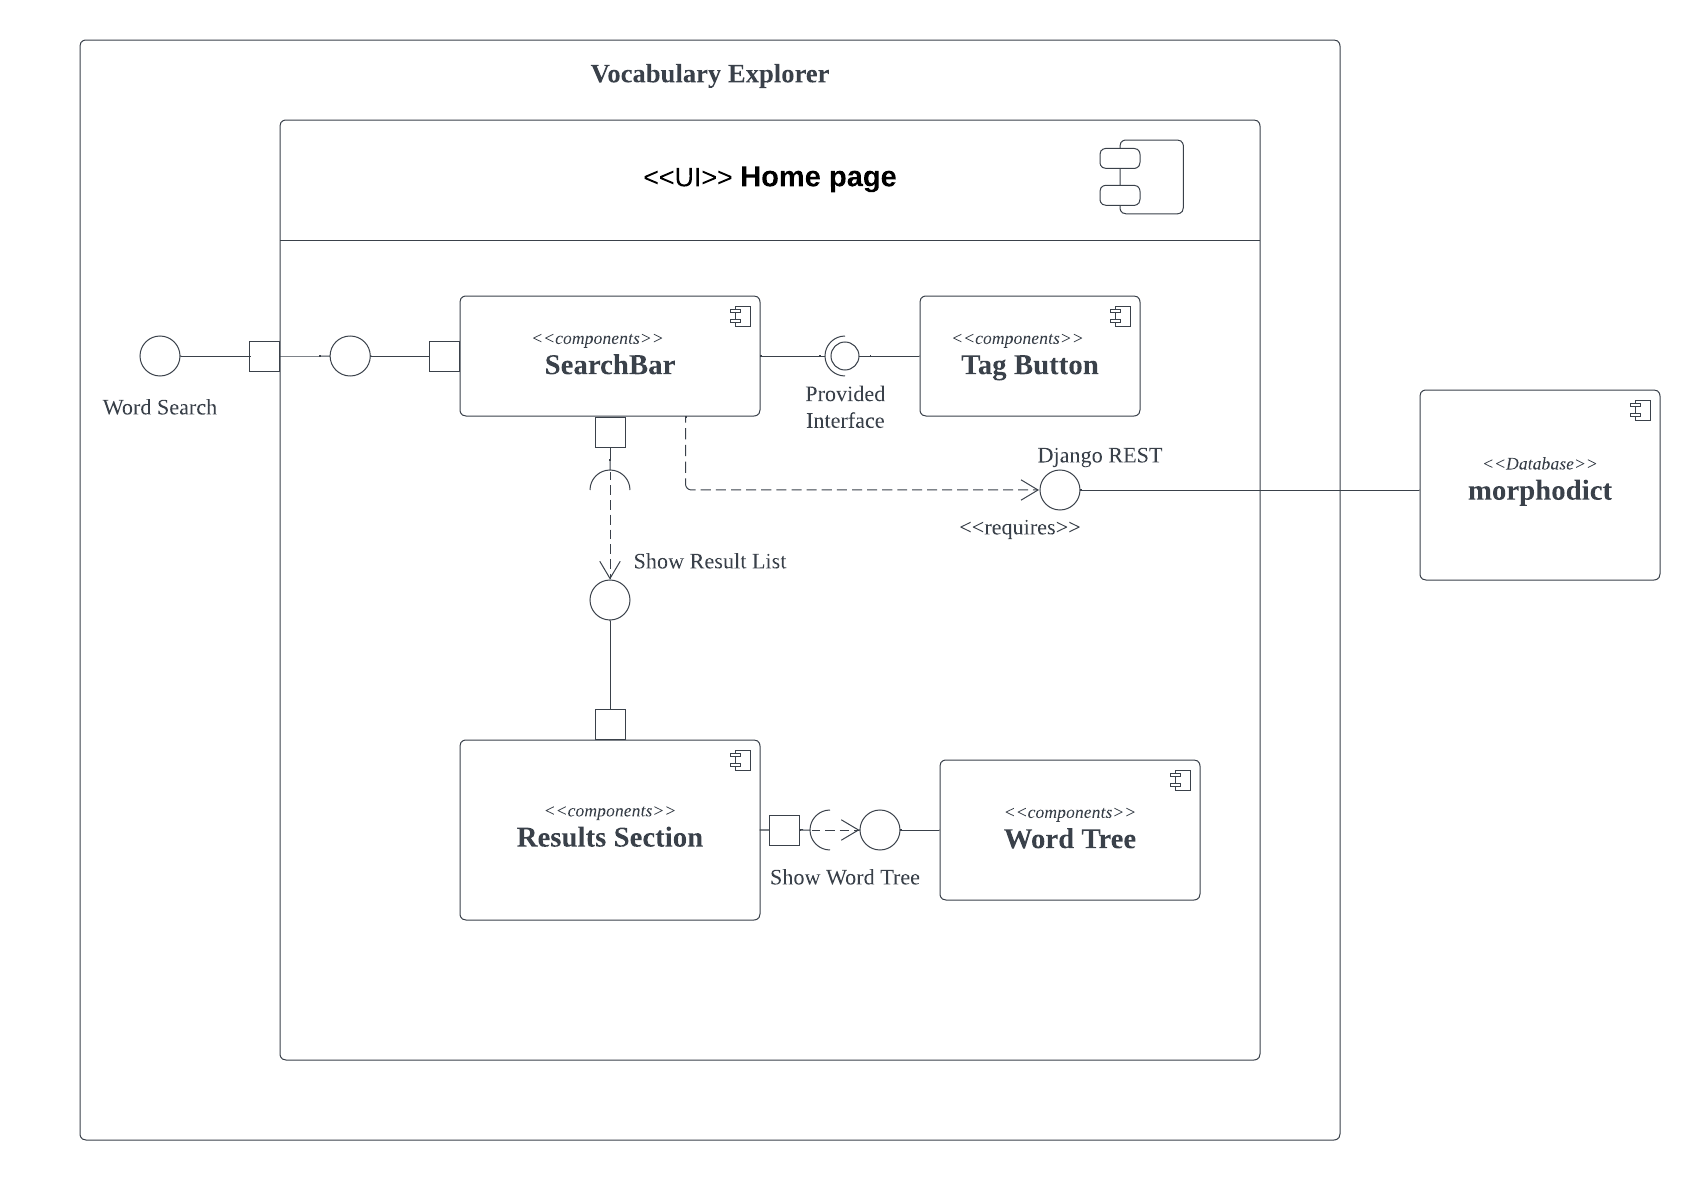 Vocabulary Explorer
<<UI>> Home page
<<components>>
SearchBar
<<components>>
Tag Button
Word Search
Provided
Interface
Django REST
<<requires>>
<<Database>>
morphodict
Show Result List
<<components>>
Results Section
<<components>>
Word Tree
Show Word Tree